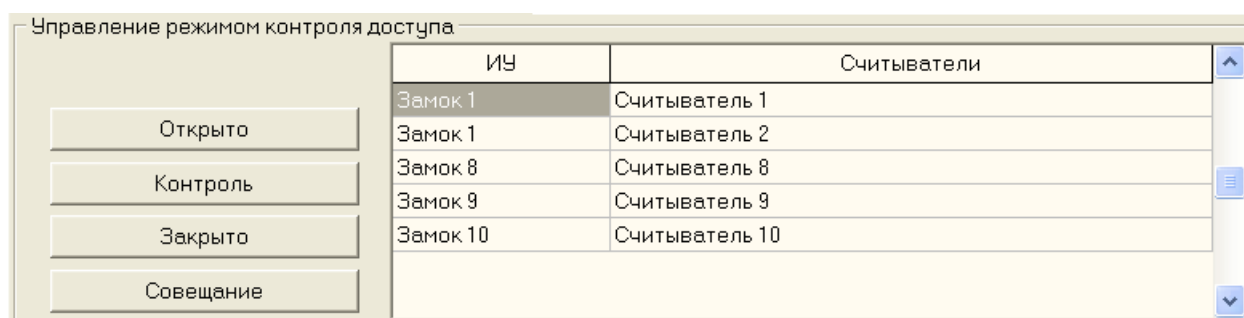 Управление режимом контроля доступа
ИУ Считыватели
Замок 1 Считыватель 1
Открыто
Замок 1 Считыватель 2
Замок 8 Считыватель 8
Контроль
Замок 9 Считыватель 9
Закрыто
Замок 10 Считыватель 10
Совещание